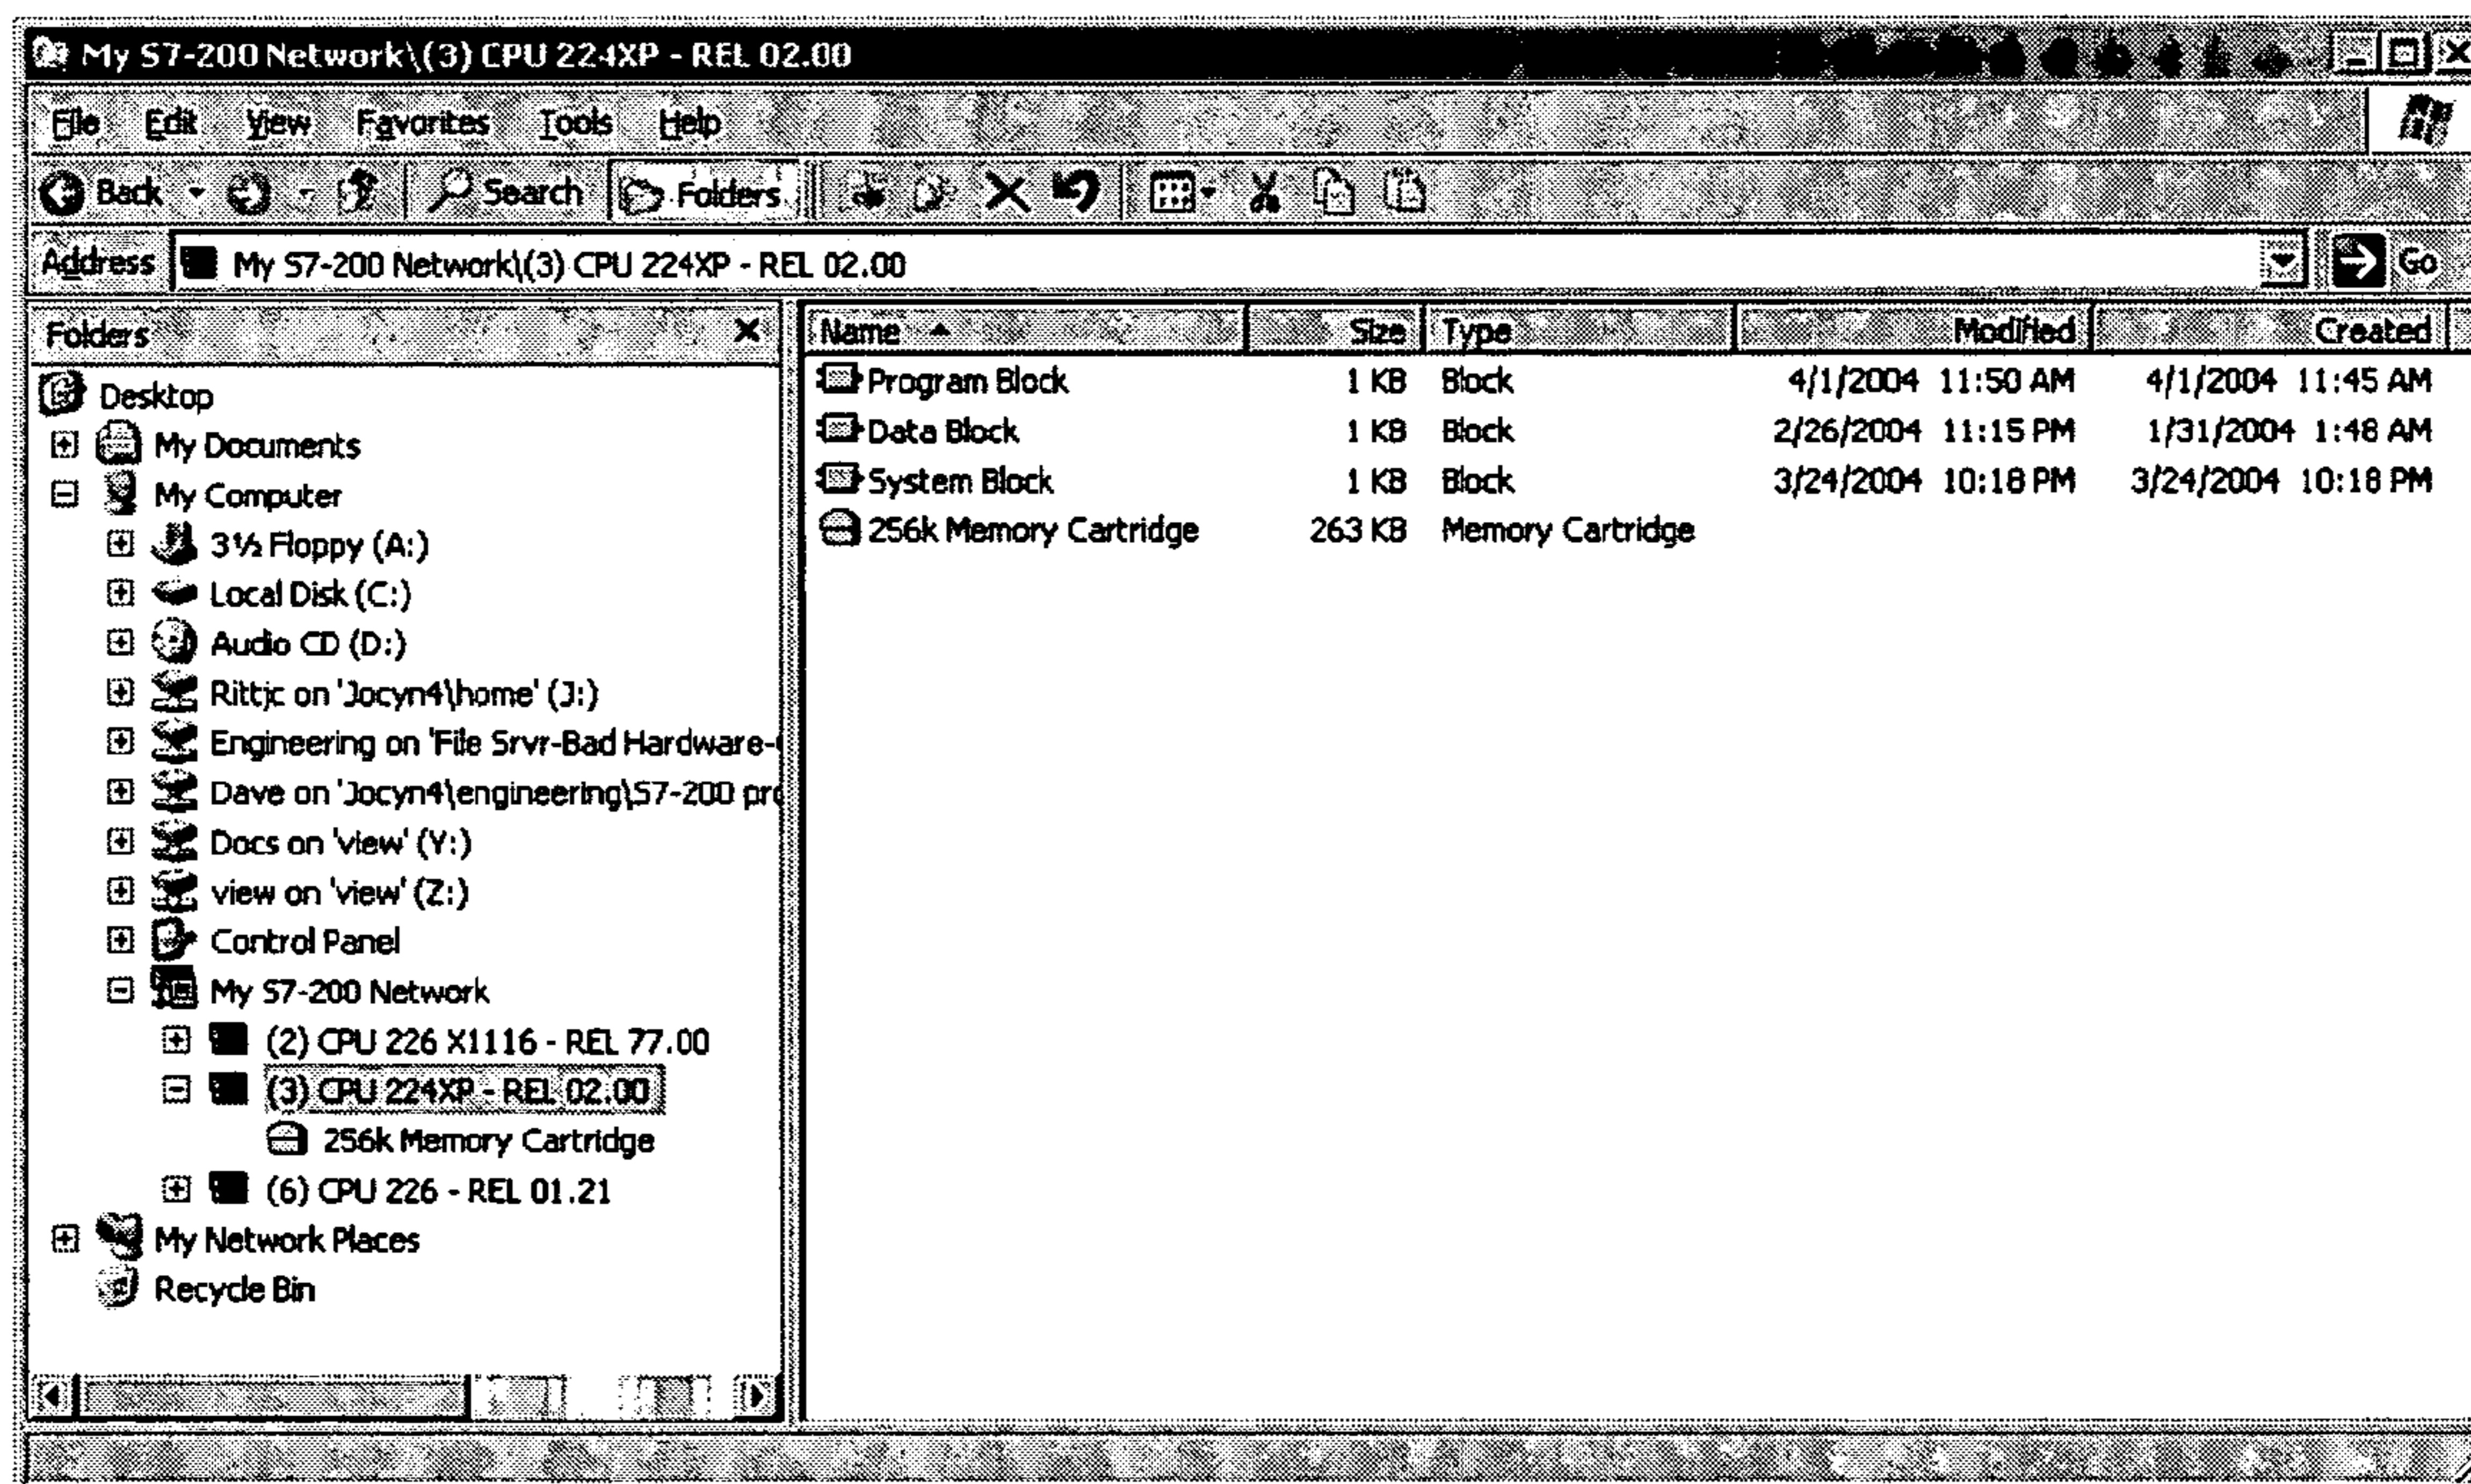 My S7-200 Network\(3) CPU 224XP - REL 02.00
File Edit View Favorites Tools Help
Back Search Folders
Address My S7-200 Network\(3) CPU 224XP - REL 02.00 Go
Folders
Desktop
My Documents
My Computer
3½ Floppy (A:)
Local Disk (C:)
Audio CD (D:)
Rittjc on 'Jocyn4\home' (J:)
Engineering on 'File Srvr-Bad Hardware-
Dave on 'Jocyn4\engineering\S7-200 pro
Docs on 'view' (Y:)
view on 'view' (Z:)
Control Panel
My S7-200 Network
(2) CPU 226 X1116 - REL 77.00
(3) CPU 224XP - REL 02.00
256k Memory Cartridge
(6) CPU 226 - REL 01.21
My Network Places
Recycle Bin
Name Size Type Modified Created
Program Block 1 KB Block 4/1/2004 11:50 AM 4/1/2004 11:45 AM
Data Block 1 KB Block 2/26/2004 11:15 PM 1/31/2004 1:48 AM
System Block 1 KB Block 3/24/2004 10:18 PM 3/24/2004 10:18 PM
256k Memory Cartridge 263 KB Memory Cartridge